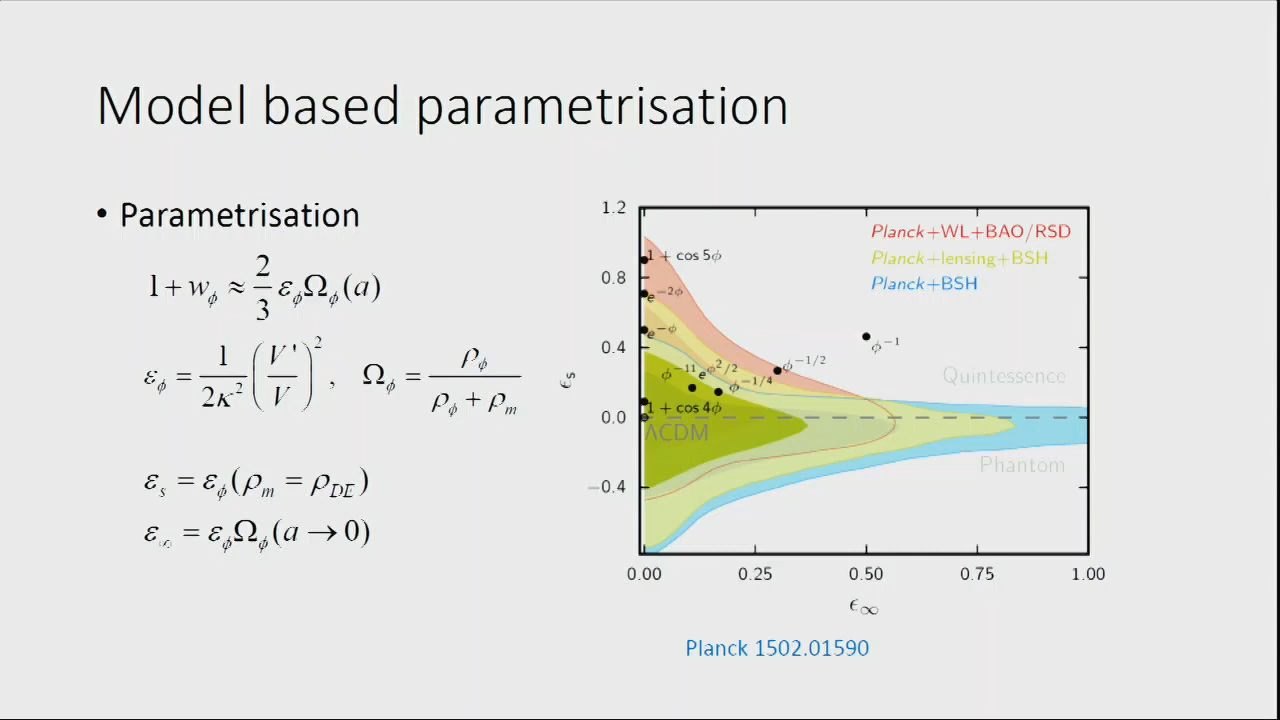 Model based parametrisation
• Parametrisation
1 + w_ϕ ≈ 2/3 ε_ϕ Ω_ϕ(a)
ε_ϕ = 1/(2κ²) (V'/V)², Ω_ϕ = ρ_ϕ/(ρ_ϕ + ρ_m)
ε_s = ε_ϕ(ρ_m = ρ_DE)
ε_∞ = ε_ϕ Ω_ϕ(a → 0)
1.2
0.8
0.4
0.0
−0.4
ϵ_s
Planck+WL+BAO/RSD
Planck+lensing+BSH
Planck+BSH
1 + cos 5ϕ
e^{−2ϕ}
e^{−ϕ}
ϕ^{−1}
ϕ^{−1/2}
ϕ^{−11} e^{ϕ²/2}
ϕ^{−1/4}
Quintessence
1 + cos 4ϕ
ΛCDM
Phantom
0.00 0.25 0.50 0.75 1.00
ϵ_∞
Planck 1502.01590